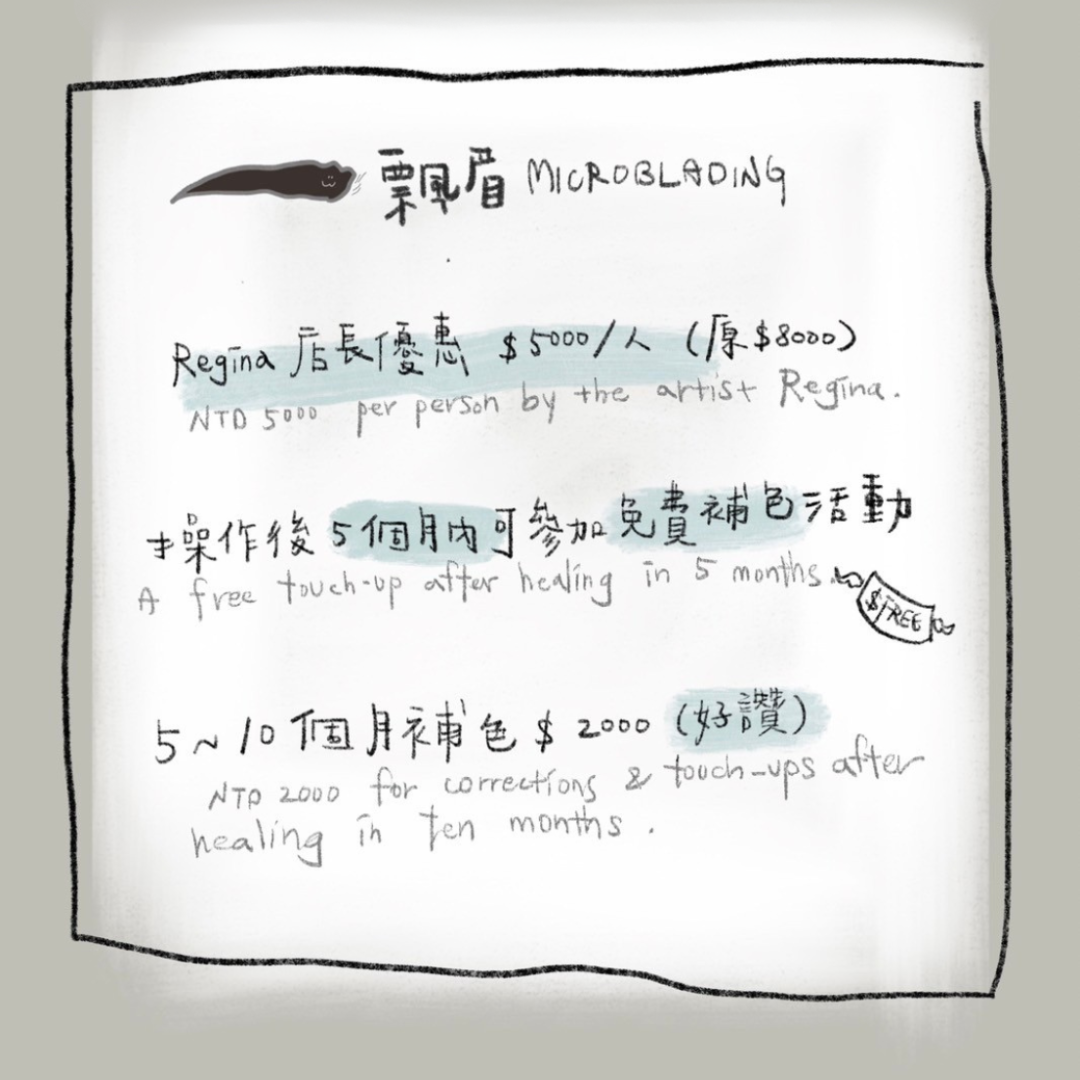 飄眉 MICROBLADING
Regina 店長優惠 $5000/人 (原$8000)
NTD 5000 per person by the artist Regina.
操作後5個月內可參加免費補色活動
A free touch-up after healing in 5 months.
$FREE
5~10個月補色 $2000 (好讚)
NTD 2000 for corrections & touch-ups after
healing in ten months.